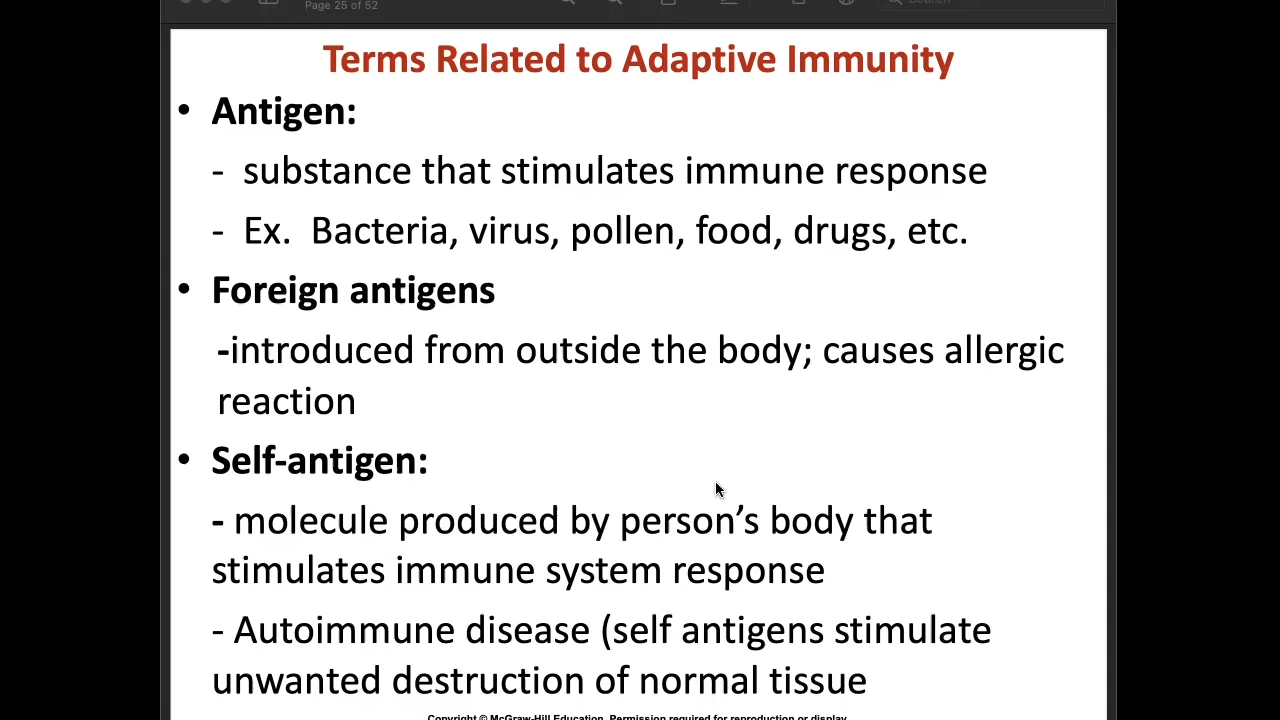 Page 25 of 52
Search
Terms Related to Adaptive Immunity
• Antigen:
- substance that stimulates immune response
- Ex. Bacteria, virus, pollen, food, drugs, etc.
• Foreign antigens
-introduced from outside the body; causes allergic
reaction
• Self-antigen:
- molecule produced by person’s body that
stimulates immune system response
- Autoimmune disease (self antigens stimulate
unwanted destruction of normal tissue
Copyright © McGraw-Hill Education. Permission required for reproduction or display